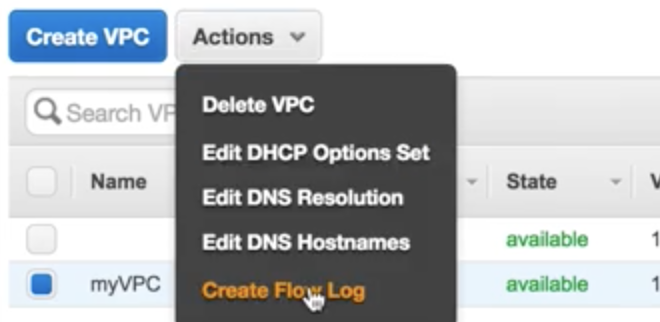 Create VPC Actions
Search VP
Delete VPC
Edit DHCP Options Set
Edit DNS Resolution
Edit DNS Hostnames
Create Flow Log
Name State V
available 1
myVPC available 1